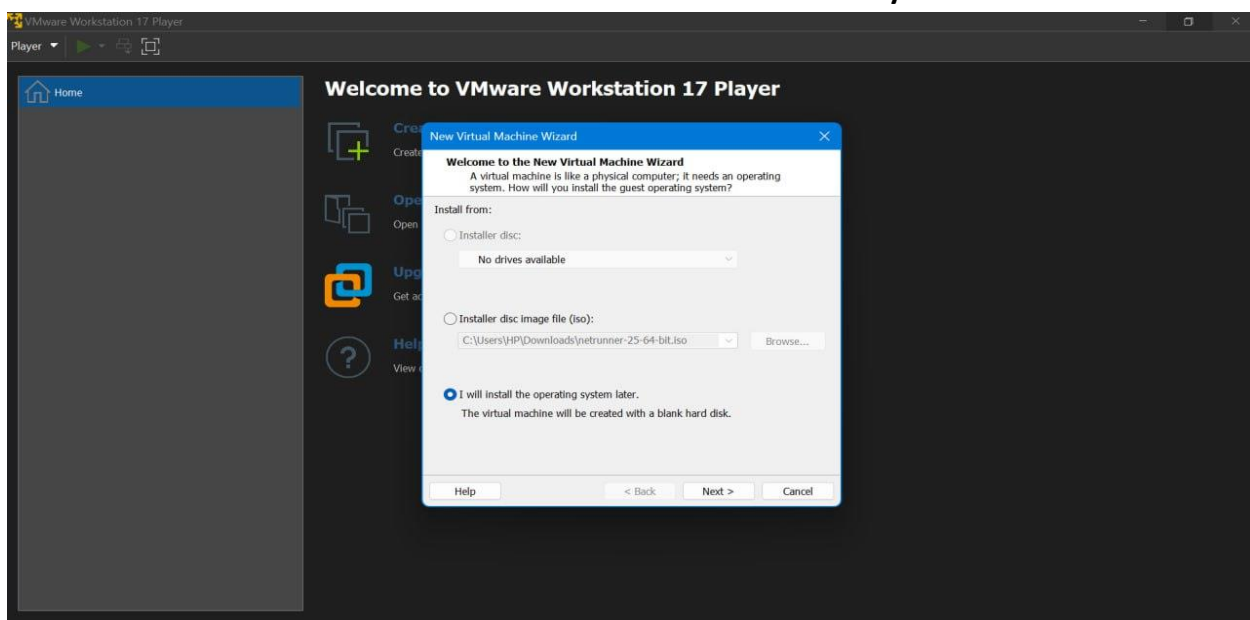 VMware Workstation 17 Player
Player
Home
Welcome to VMware Workstation 17 Player
Crea
Create
Ope
Open
Upg
Get ac
Help
View
New Virtual Machine Wizard
Welcome to the New Virtual Machine Wizard
A virtual machine is like a physical computer; it needs an operating
system. How will you install the guest operating system?
Install from:
Installer disc:
No drives available
Installer disc image file (iso):
C:\Users\HP\Downloads\netrunner-25-64-bit.iso
Browse...
I will install the operating system later.
The virtual machine will be created with a blank hard disk.
Help
< Back
Next >
Cancel